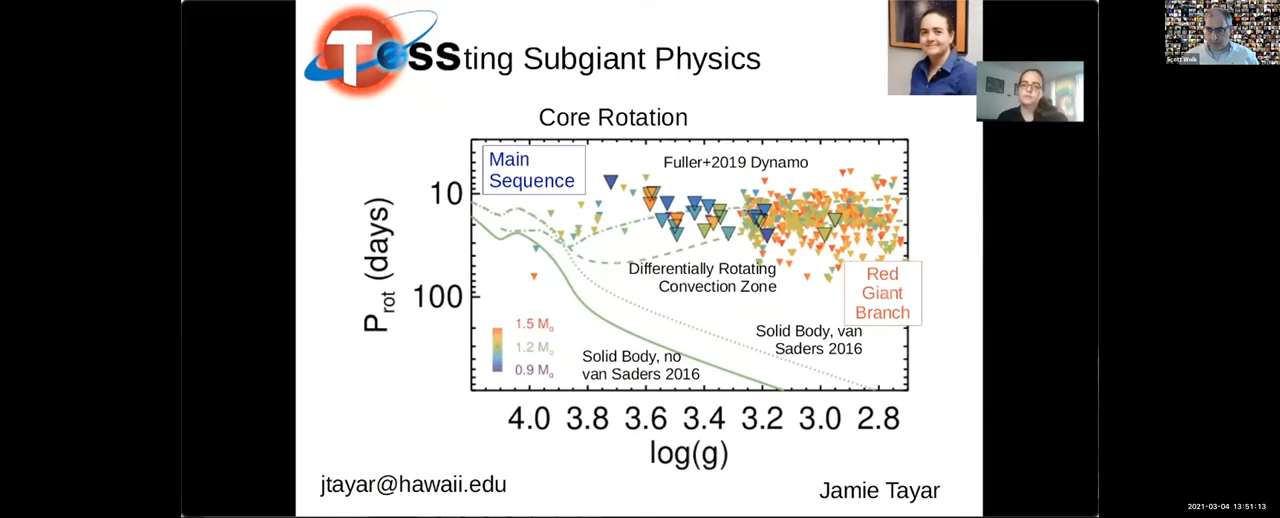 TESSting Subgiant Physics
Scott Wolk
Core Rotation
Main
Sequence
Fuller+2019 Dynamo
10
100
Prot (days)
Differentially Rotating
Convection Zone
Red
Giant
Branch
1.5 M⊙
1.2 M⊙
0.9 M⊙
Solid Body, van
Saders 2016
Solid Body, no
van Saders 2016
4.0 3.8 3.6 3.4 3.2 3.0 2.8
log(g)
jtayar@hawaii.edu
Jamie Tayar
2021-03-04 13:51:13